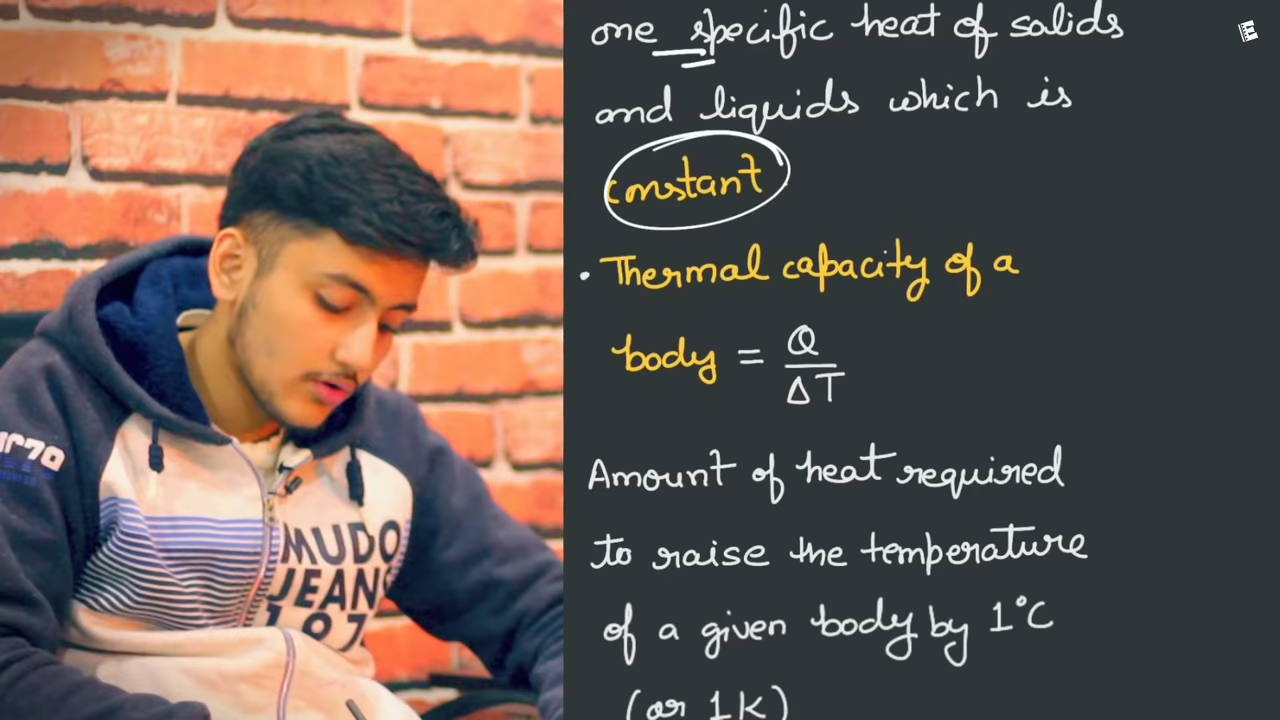 one specific heat of solids
and liquids which is
constant
• Thermal capacity of a
body = Q/ΔT
Amount of heat required
to raise the temperature
of a given body by 1°C
(or 1K)
MUDO
JEANS
197